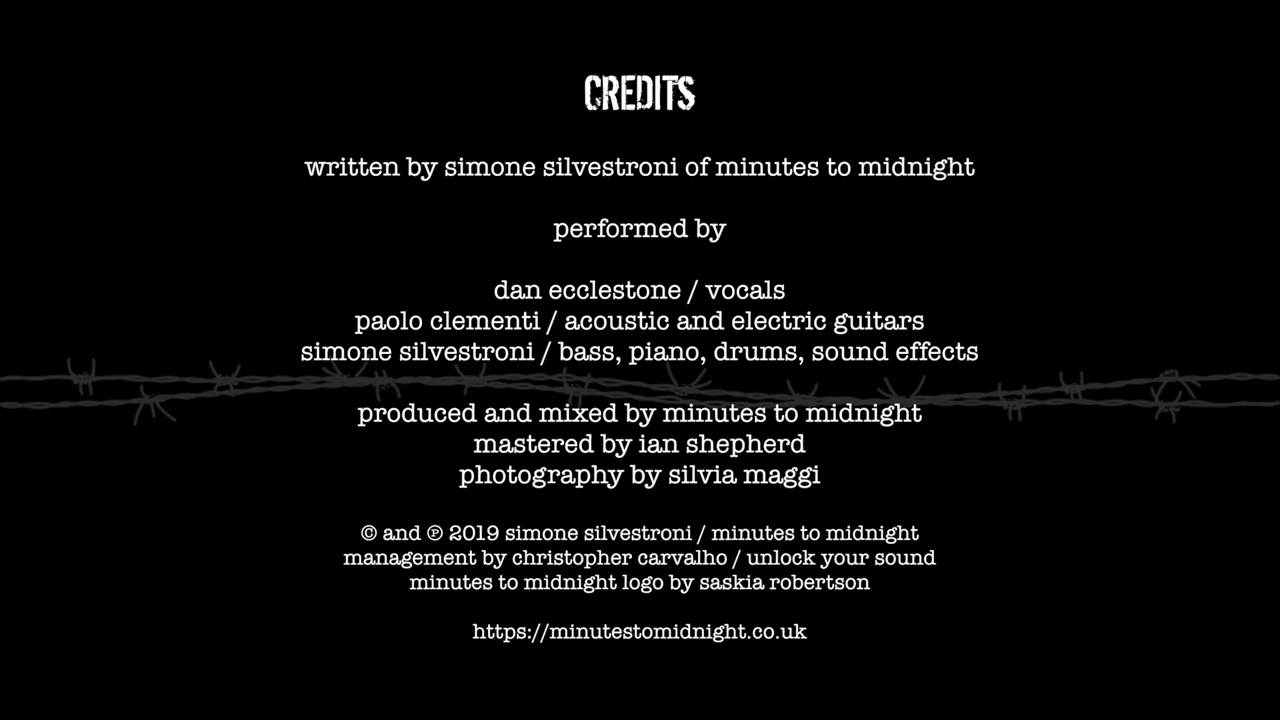 CREDITS
written by simone silvestroni of minutes to midnight
performed by
dan ecclestone / vocals
paolo clementi / acoustic and electric guitars
simone silvestroni / bass, piano, drums, sound effects
produced and mixed by minutes to midnight
mastered by ian shepherd
photography by silvia maggi
© and ℗ 2019 simone silvestroni / minutes to midnight
management by christopher carvalho / unlock your sound
minutes to midnight logo by saskia robertson
https://minutestomidnight.co.uk